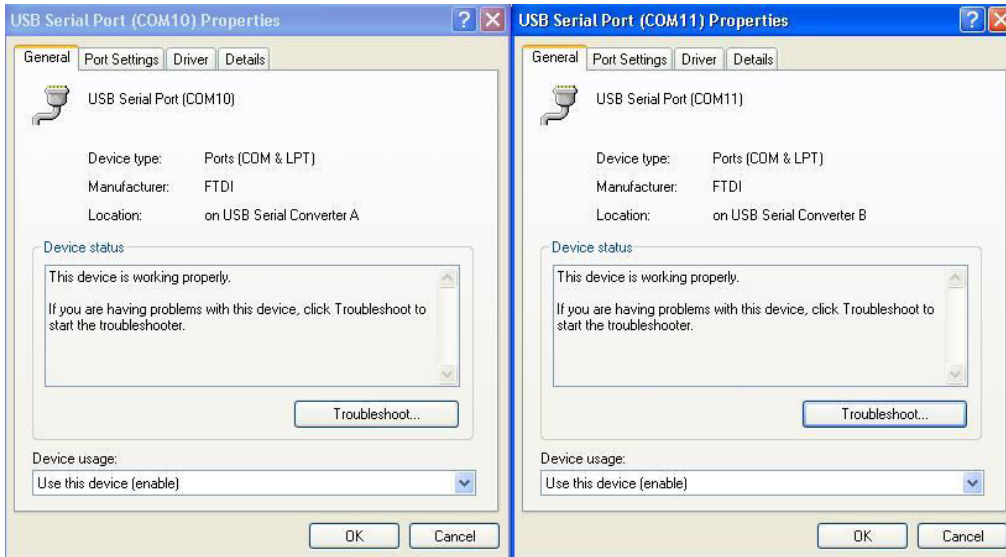 USB Serial Port (COM10) Properties
General Port Settings Driver Details
USB Serial Port (COM10)
Device type: Ports (COM & LPT)
Manufacturer: FTDI
Location: on USB Serial Converter A
Device status
This device is working properly.
If you are having problems with this device, click Troubleshoot to
start the troubleshooter.
Troubleshoot...
Device usage:
Use this device (enable)
OK Cancel
USB Serial Port (COM11) Properties
General Port Settings Driver Details
USB Serial Port (COM11)
Device type: Ports (COM & LPT)
Manufacturer: FTDI
Location: on USB Serial Converter B
Device status
This device is working properly.
If you are having problems with this device, click Troubleshoot to
start the troubleshooter.
Troubleshoot...
Device usage:
Use this device (enable)
OK Cancel